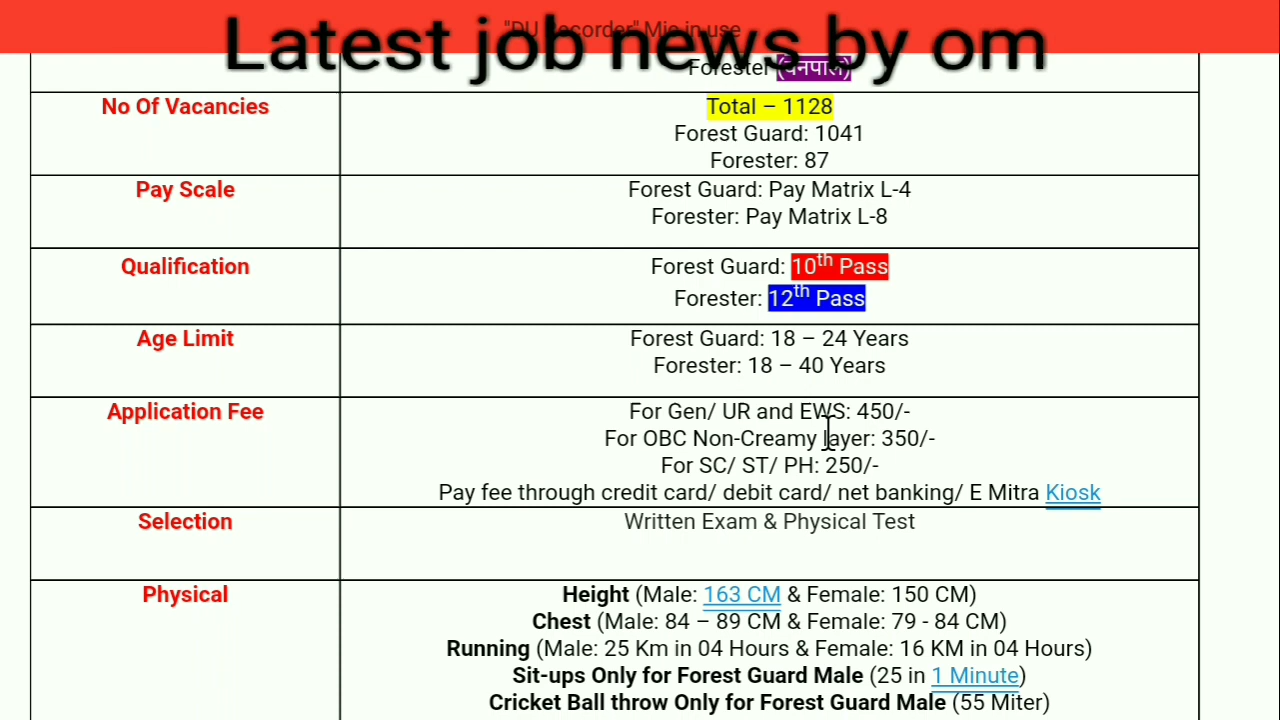 "DU Recorder" Mic in use
Latest job news by om
Forester (वनपाल)
No Of Vacancies
Total – 1128
Forest Guard: 1041
Forester: 87
Pay Scale
Forest Guard: Pay Matrix L-4
Forester: Pay Matrix L-8
Qualification
Forest Guard: 10th Pass
Forester: 12th Pass
Age Limit
Forest Guard: 18 – 24 Years
Forester: 18 – 40 Years
Application Fee
For Gen/ UR and EWS: 450/-
For OBC Non-Creamy layer: 350/-
For SC/ ST/ PH: 250/-
Pay fee through credit card/ debit card/ net banking/ E Mitra Kiosk
Selection
Written Exam & Physical Test
Physical
Height (Male: 163 CM & Female: 150 CM)
Chest (Male: 84 – 89 CM & Female: 79 - 84 CM)
Running (Male: 25 Km in 04 Hours & Female: 16 KM in 04 Hours)
Sit-ups Only for Forest Guard Male (25 in 1 Minute)
Cricket Ball throw Only for Forest Guard Male (55 Miter)